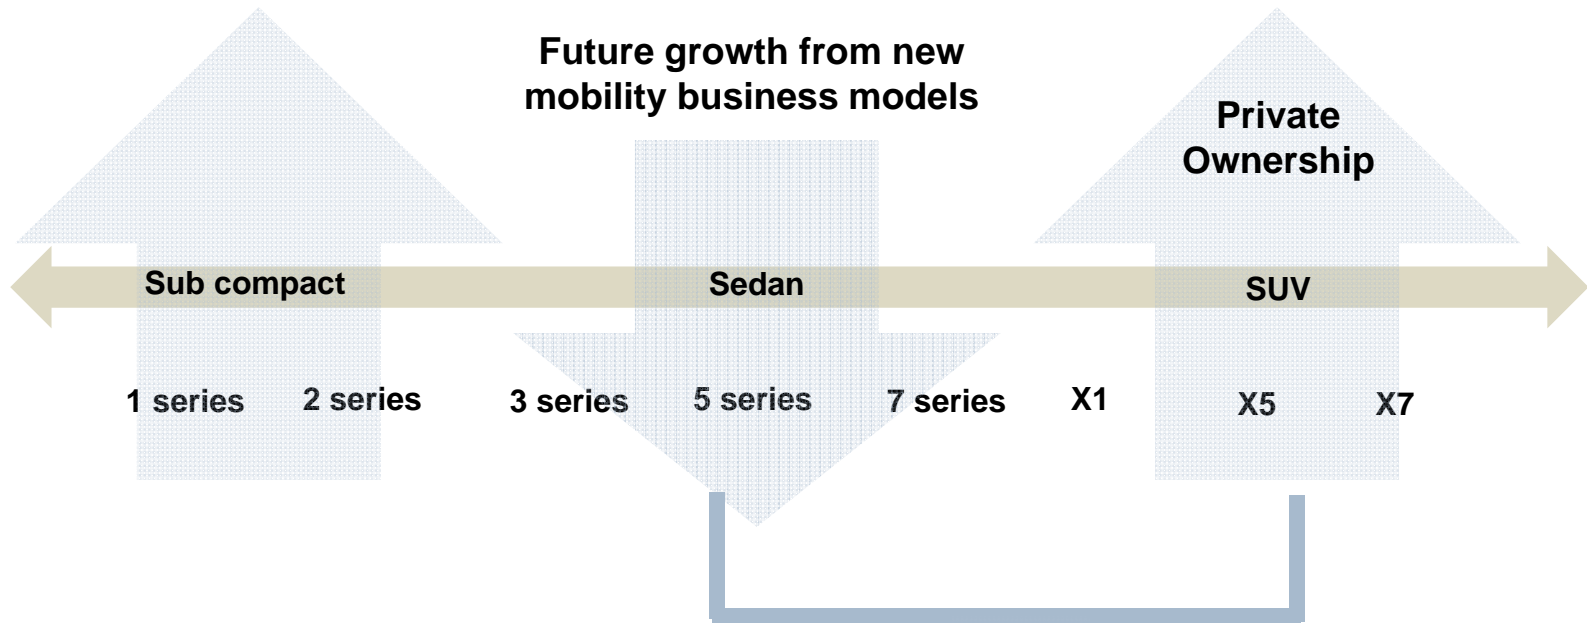 Future growth from new
mobility business models
Private
Ownership
Sub compact
Sedan
SUV
1 series
2 series
3 series
5 series
7 series
X1
X5
X7